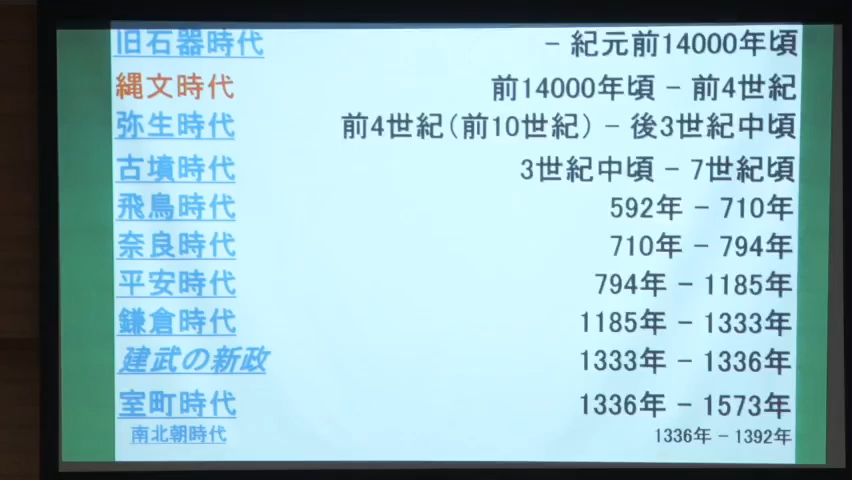 旧石器時代 – 紀元前14000年頃
縄文時代 前14000年頃 – 前4世紀
弥生時代 前4世紀(前10世紀) – 後3世紀中頃
古墳時代 3世紀中頃 – 7世紀頃
飛鳥時代 592年 – 710年
奈良時代 710年 – 794年
平安時代 794年 – 1185年
鎌倉時代 1185年 – 1333年
建武の新政 1333年 – 1336年
室町時代 1336年 – 1573年
南北朝時代 1336年 – 1392年